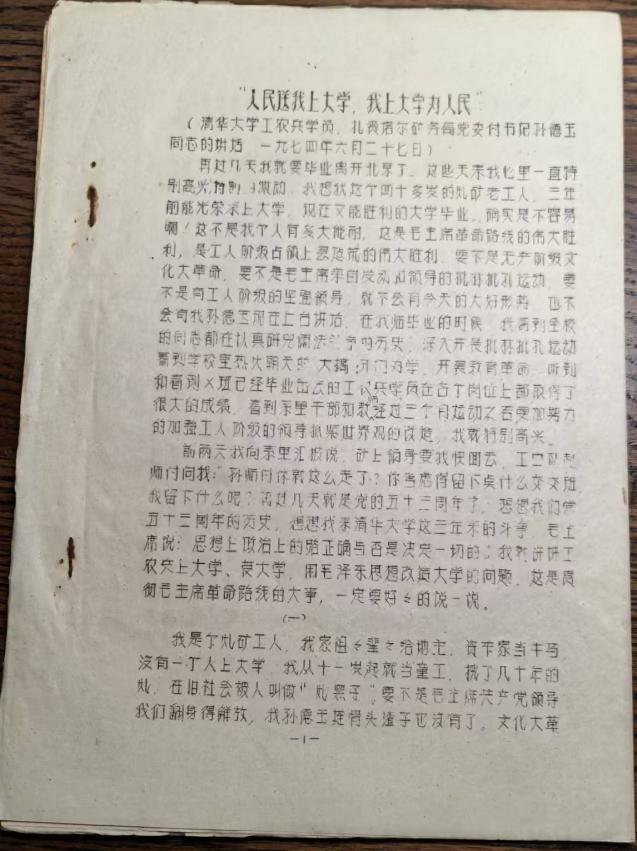 “人民送我上大学，我上大学为人民”
（清华大学工农兵学员，扎赉诺尔矿务局党委付书记孙德玉
同志的讲话 一九七四年六月二十七日）
再过几天我就要毕业离开北京了。这些天来我心里一直特
别高兴特别激动。我想我这个四十多岁的煤矿老工人，三年
前能光荣来上大学，现在又能胜利的大学毕业，确实是不容易
啊！这不是我个人有多大能耐，这是毛主席革命路线的伟大胜
利，是工人阶级占领上层建筑的伟大胜利。要不是无产阶级文
化大革命，要不是毛主席亲自发动和领导的批林批孔运动，要
不是有工人阶级的坚强领导，就不会有今天的大好形势，也不
会有我孙德玉现在上台讲话。在我临毕业的时候，我看到全校
的同志都在认真研究儒法斗争的历史，深入开展批林批孔运动
看到学校里热火朝天的大搞开门办学，开展教育革命，听到
和看到 班已经毕业出去的工农兵学员在各个岗位上都取得了
很大的成绩，看到系里干部和教师经过三个月运动之后更加努力
的加强工人阶级的领导抓紧世界观的改造，我就特别高兴。
前两天我向系里汇报说，矿上领导要我快回去，工宣队赵
师付问我：“孙师付你就这么走了？你考虑得留下点什么交交班
我留下什么呢？再过几天就是党的五十三周年了，想想我们党
五十三周年的历史，想想我来清华大学这三年来的斗争，毛主
席说：思想上政治上的路线正确与否是决定一切的。我就讲讲工
农兵上大学、管大学，用毛泽东思想改造大学的问题，这是贯
彻毛主席革命路线的大事，一定要好々的说一说。
（一）
我是个煤矿工人，我家祖々辈々给地主、资本家当牛马
没有一个人上大学，我从十一岁起就当童工，挖了几十年的
煤，在旧社会被人叫做“煤黑子”。要不是毛主席共产党领导
我们翻身得解放，我孙德玉连骨头渣子也没有了。文化大革
—1—